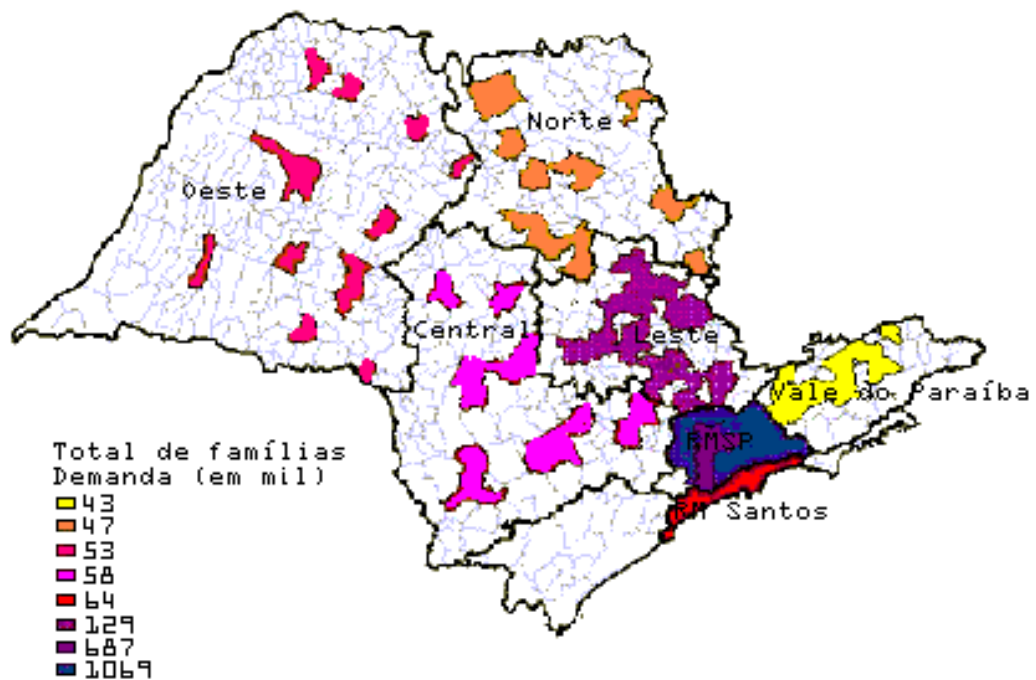 Norte
Oeste
Central
Leste
Vale do Paraíba
RMSP
RM Santos
Total de famílias
Demanda (em mil)
43
47
53
58
64
129
687
1069